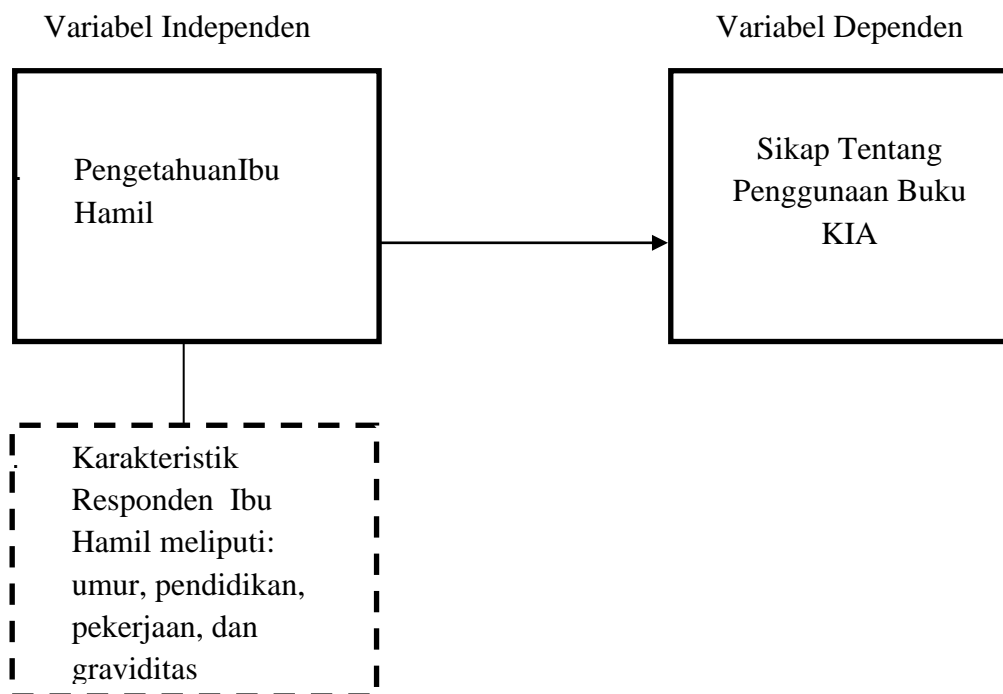 Variabel Independen
Variabel Dependen
PengetahuanIbu
Hamil
Sikap Tentang
Penggunaan Buku
KIA
Karakteristik
Responden  Ibu
Hamil meliputi:
umur, pendidikan,
pekerjaan, dan
graviditas